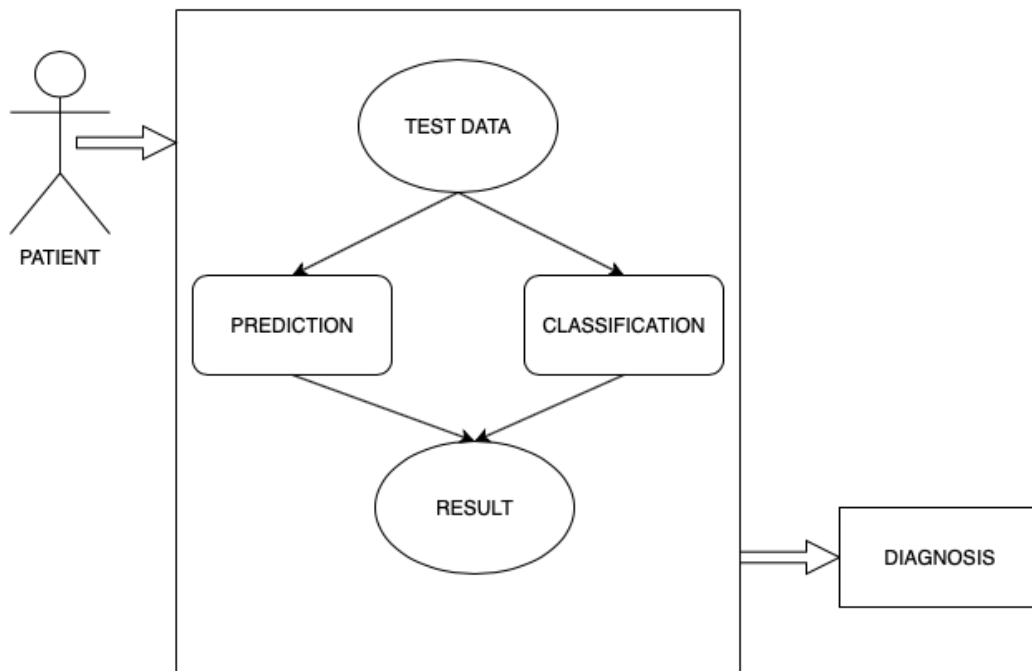 TEST DATA
PATIENT
PREDICTION
CLASSIFICATION
RESULT
DIAGNOSIS